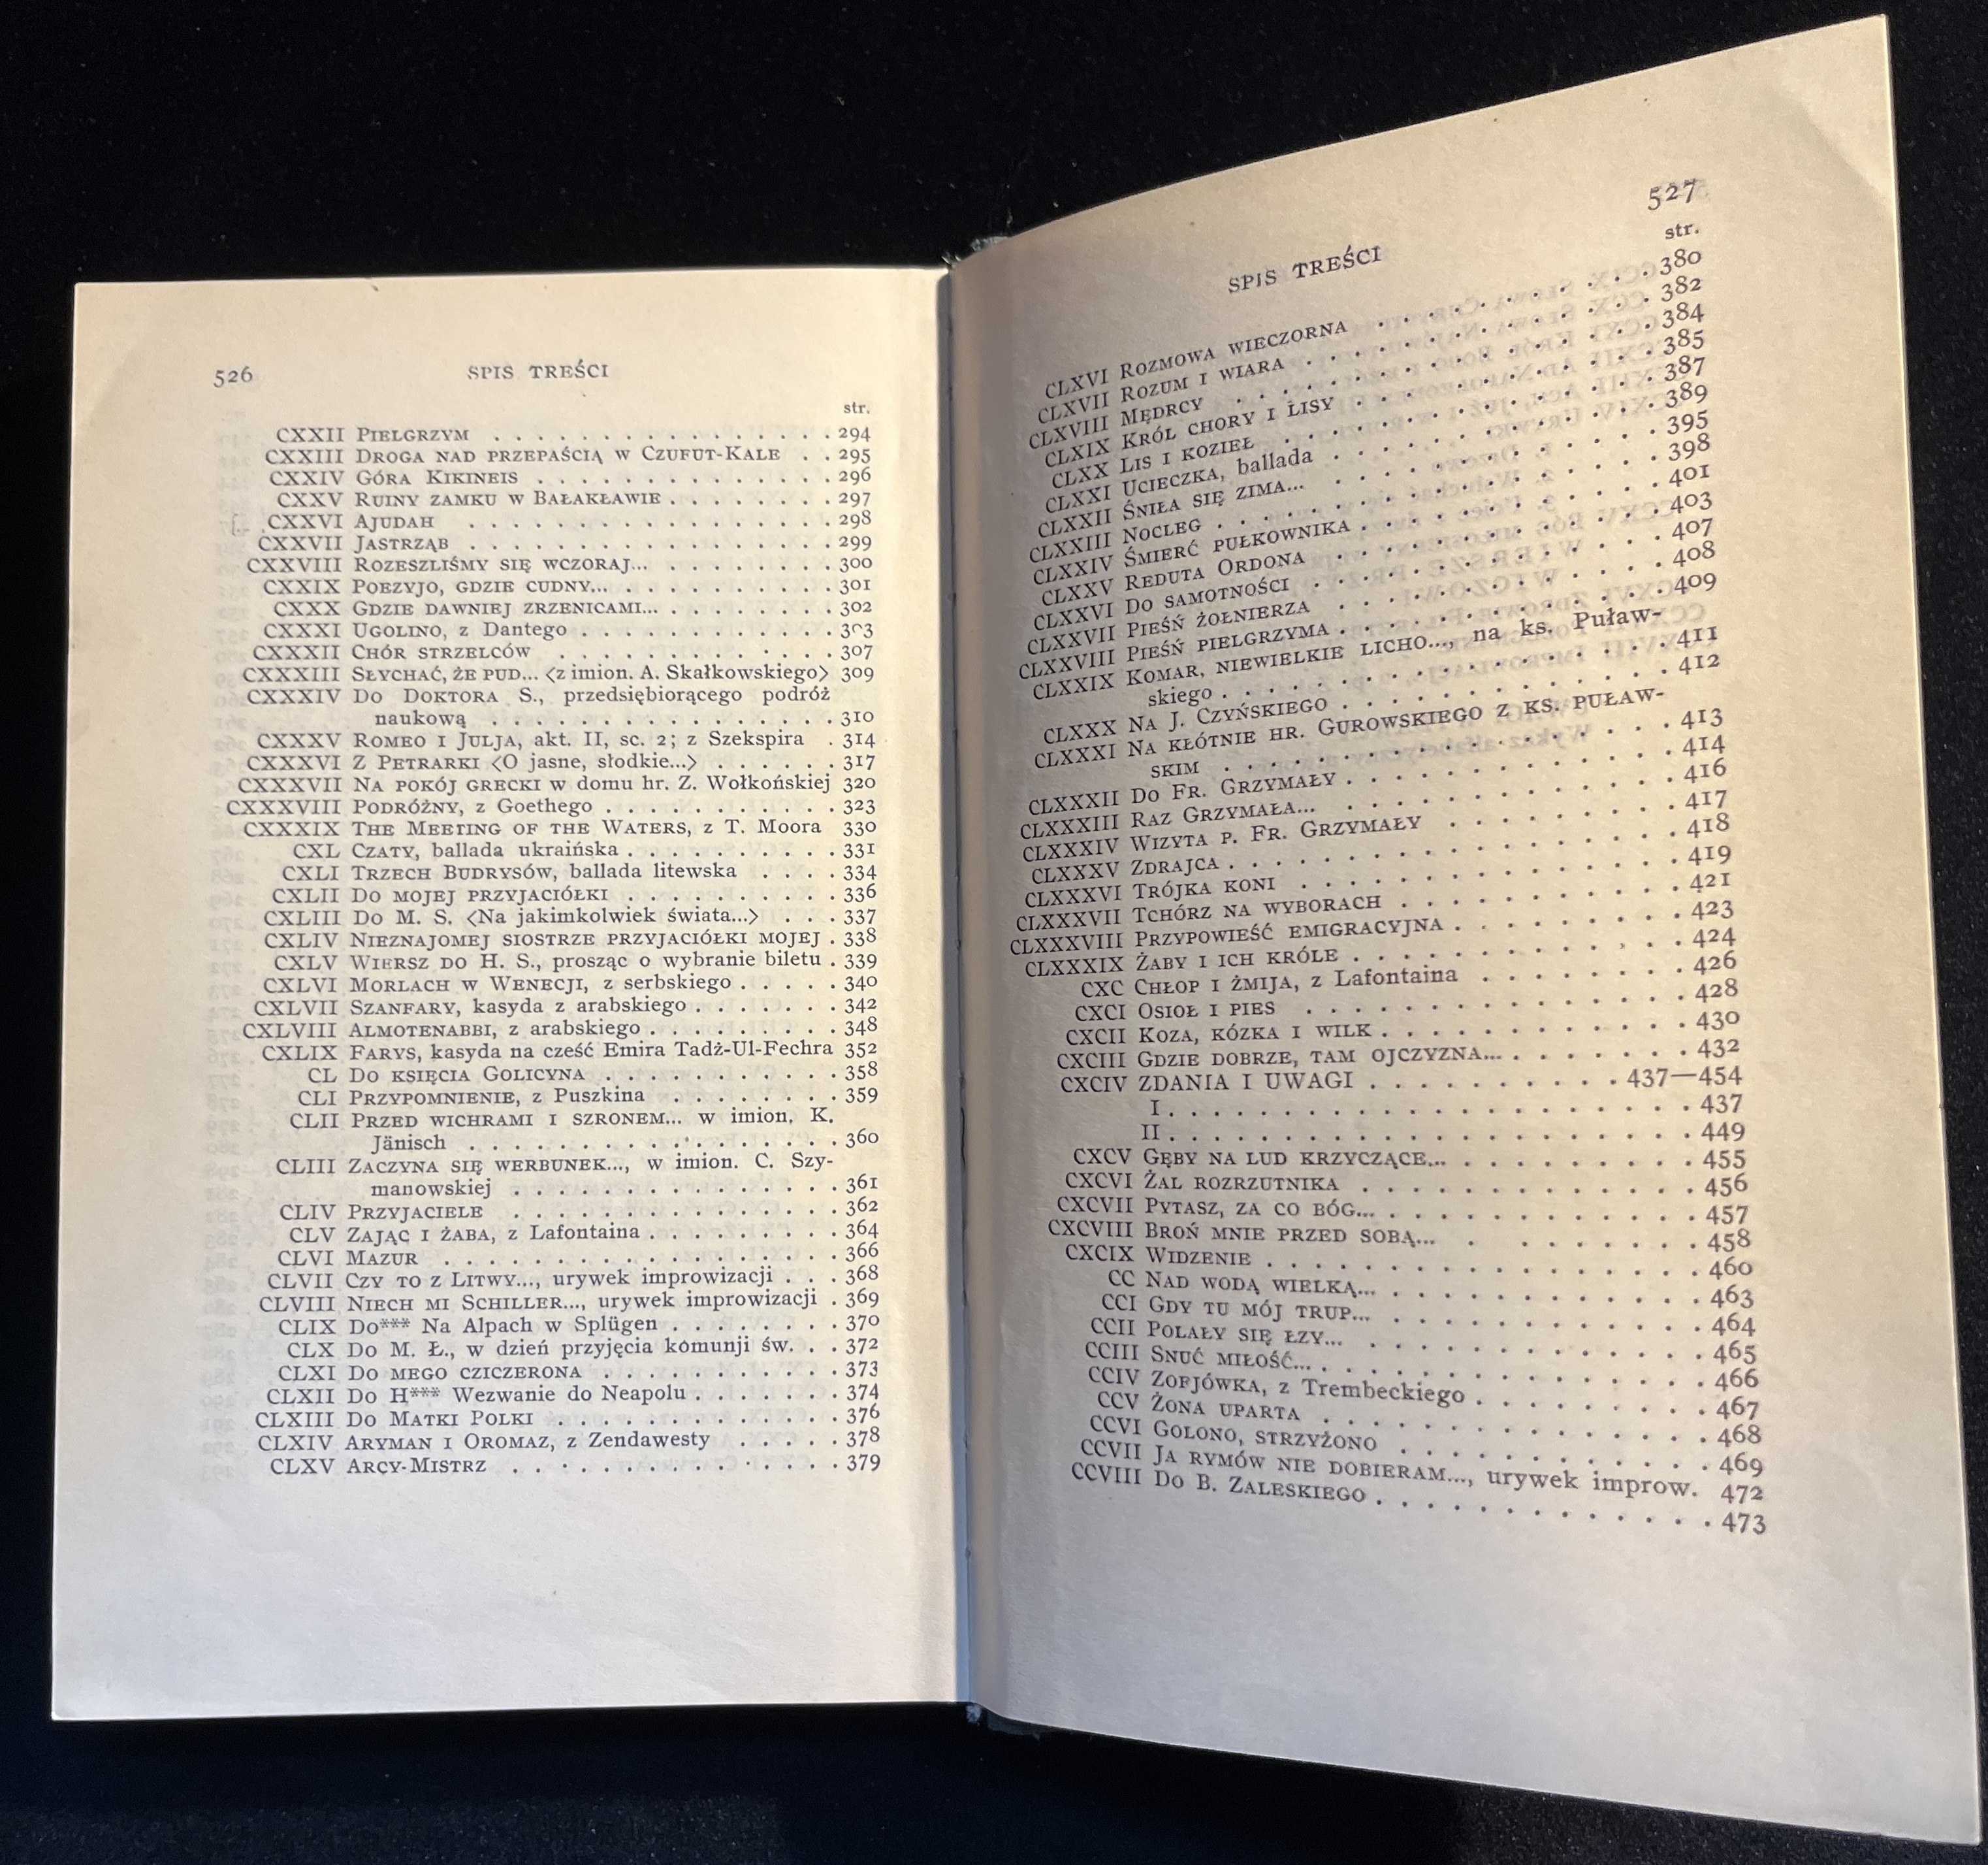 526 SPIS TREŚCI
str.
CXXII PIELGRZYM . . . . . . . . . . . . . . . . 294
CXXIII DROGA NAD PRZEPAŚCIĄ W CZUFUT-KALE . . 295
CXXIV GÓRA KIKINEIS . . . . . . . . . . . . . . 296
CXXV RUINY ZAMKU W BAŁAKŁAWIE . . . . . . . . 297
CXXVI AJUDAH . . . . . . . . . . . . . . . . . 298
CXXVII JASTRZĄB . . . . . . . . . . . . . . . . . 299
CXXVIII ROZESZLIŚMY SIĘ WCZORAJ... . . . . . . . . . 300
CXXIX POEZYJO, GDZIE CUDNY... . . . . . . . . . . . 301
CXXX GDZIE DAWNIEJ ZRZENICAMI... . . . . . . . . 302
CXXXI UGOLINO, z Dantego . . . . . . . . . . . . 303
CXXXII CHÓR STRZELCÓW . . . . . . . . . . . . . 307
CXXXIII SŁYCHAĆ, ŻE PUD... <z imion. A. Skałkowskiego> 309
CXXXIV DO DOKTORA S., przedsiębiorącego podróż
naukową . . . . . . . . . . . . . . . . 310
CXXXV ROMEO I JULJA, akt. II, sc. 2; z Szekspira . 314
CXXXVI Z PETRARKI <O jasne, słodkie...> . . . . . . 317
CXXXVII NA POKÓJ GRECKI W domu hr. Z. Wołkońskiej 320
CXXXVIII PODRÓŻNY, z Goethego . . . . . . . . . . . 323
CXXXIX THE MEETING OF THE WATERS, z T. Moora 330
CXL CZATY, ballada ukraińska . . . . . . . . . . 331
CXLI TRZECH BUDRYSÓW, ballada litewska . . . . 334
CXLII DO MOJEJ PRZYJACIÓŁKI . . . . . . . . . . 336
CXLIII DO M. S. <Na jakimkolwiek świata...> . . . 337
CXLIV NIEZNAJOMEJ SIOSTRZE PRZYJACIÓŁKI MOJEJ . 338
CXLV WIERSZ DO H. S., prosząc o wybranie biletu . 339
CXLVI MORLACH W WENECJI, z serbskiego . . . . . 340
CXLVII SZANFARY, kasyda z arabskiego . . . . . . . 342
CXLVIII ALMOTENABBI, z arabskiego . . . . . . . . . 348
CXLIX FARYS, kasyda na cześć Emira Tadż-Ul-Fechra 352
CL DO KSIĘCIA GOLICYNA . . . . . . . . . . . 358
CLI PRZYPOMNIENIE, z Puszkina . . . . . . . . 359
CLII PRZED WICHRAMI I SZRONEM... w imion. K.
Jänisch . . . . . . . . . . . . . . . . . 360
CLIII ZACZYNA SIĘ WERBUNEK..., w imion. C. Szy-
manowskiej . . . . . . . . . . . . . . . 361
CLIV PRZYJACIELE . . . . . . . . . . . . . . . 362
CLV ZAJĄC I ŻABA, z Lafontaina . . . . . . . . . 364
CLVI MAZUR . . . . . . . . . . . . . . . . . . 366
CLVII CZY TO Z LITWY..., urywek improwizacji . . . 368
CLVIII NIECH MI SCHILLER..., urywek improwizacji . 369
CLIX DO*** Na Alpach w Splügen . . . . . . . . 370
CLX DO M. Ł., w dzień przyjęcia komunji św. . . 372
CLXI DO MEGO CZICZERONA . . . . . . . . . . . 373
CLXII DO H*** Wezwanie do Neapolu . . . . . . . 374
CLXIII DO MATKI POLKI . . . . . . . . . . . . . 376
CLXIV ARYMAN I OROMAZ, z Zendawesty . . . . . 378
CLXV ARCY-MISTRZ . . . . . . . . . . . . . . . 379
SPIS TREŚCI 527
str.
CLXVI ROZMOWA WIECZORNA . . . . . . . . . . . 380
CLXVII ROZUM I WIARA . . . . . . . . . . . . . 382
CLXVIII MĘDRCY . . . . . . . . . . . . . . . . 384
CLXIX KRÓL CHORY I LISY . . . . . . . . . . . 385
CLXX LIS I KOZIEŁ . . . . . . . . . . . . . . 387
CLXXI UCIECZKA, ballada . . . . . . . . . . . . 389
CLXXII ŚNIŁA SIĘ ZIMA... . . . . . . . . . . . . 395
CLXXIII NOCLEG . . . . . . . . . . . . . . . . 398
CLXXIV ŚMIERĆ PUŁKOWNIKA . . . . . . . . . . . 401
CLXXV REDUTA ORDONA . . . . . . . . . . . . . 403
CLXXVI DO SAMOTNOŚCI . . . . . . . . . . . . . 407
CLXXVII PIEŚŃ ŻOŁNIERZA . . . . . . . . . . . . 408
CLXXVIII PIEŚŃ PIELGRZYMA . . . . . . . . . . . . 409
CLXXIX KOMAR, NIEWIELKIE LICHO..., na ks. Puław-
skiego . . . . . . . . . . . . . . . . . 411
CLXXX NA J. CZYŃSKIEGO . . . . . . . . . . . . 412
CLXXXI NA KŁÓTNIE HR. GUROWSKIEGO Z KS. PUŁAW-
SKIM . . . . . . . . . . . . . . . . . 413
CLXXXII DO FR. GRZYMAŁY . . . . . . . . . . . . 414
CLXXXIII RAZ GRZYMAŁA... . . . . . . . . . . . . 416
CLXXXIV WIZYTA P. FR. GRZYMAŁY . . . . . . . . 417
CLXXXV ZDRAJCA . . . . . . . . . . . . . . . . 418
CLXXXVI TRÓJKA KONI . . . . . . . . . . . . . . 419
CLXXXVII TCHÓRZ NA WYBORACH . . . . . . . . . . 421
CLXXXVIII PRZYPOWIEŚĆ EMIGRACYJNA . . . . . . . . 423
CLXXXIX ŻABY I ICH KRÓLE . . . . . . . . . . . . 424
CXC CHŁOP I ŻMIJA, z Lafontaina . . . . . . . . 426
CXCI OSIOŁ I PIES . . . . . . . . . . . . . . 428
CXCII KOZA, KÓZKA I WILK . . . . . . . . . . . 430
CXCIII GDZIE DOBRZE, TAM OJCZYZNA... . . . . . . . 432
CXCIV ZDANIA I UWAGI . . . . . . . . . . 437—454
I . . . . . . . . . . . . . . . . . . . . 437
II . . . . . . . . . . . . . . . . . . . . 449
CXCV GĘBY NA LUD KRZYCZĄCE... . . . . . . . . . 455
CXCVI ŻAL ROZRZUTNIKA . . . . . . . . . . . . 456
CXCVII PYTASZ, ZA CO BÓG... . . . . . . . . . . . 457
CXCVIII BROŃ MNIE PRZED SOBĄ... . . . . . . . . . 458
CXCIX WIDZENIE . . . . . . . . . . . . . . . . 460
CC NAD WODĄ WIELKĄ... . . . . . . . . . . . 463
CCI GDY TU MÓJ TRUP... . . . . . . . . . . . 464
CCII POLAŁY SIĘ ŁZY... . . . . . . . . . . . . 465
CCIII SNUĆ MIŁOŚĆ... . . . . . . . . . . . . . 466
CCIV ZOFJÓWKA, z Trembeckiego . . . . . . . . . 467
CCV ŻONA UPARTA . . . . . . . . . . . . . . 468
CCVI GOLONO, STRZYŻONO . . . . . . . . . . . 469
CCVII JA RYMÓW NIE DOBIERAM..., urywek improw. 472
CCVIII DO B. ZALESKIEGO . . . . . . . . . . . . 473